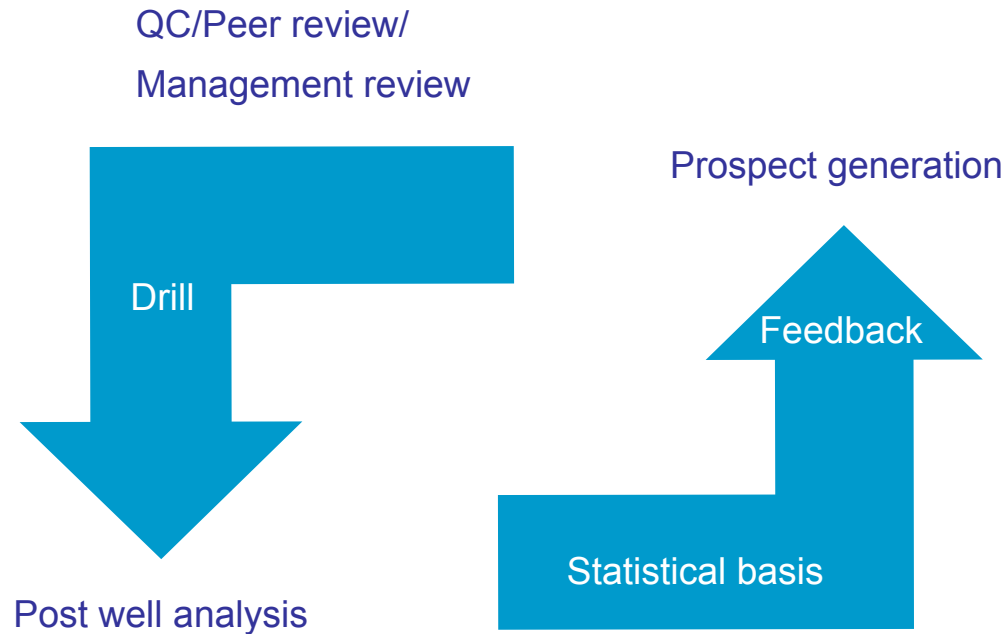 QC/Peer review/
Management review
Prospect generation
Drill
Feedback
Statistical basis
Post well analysis